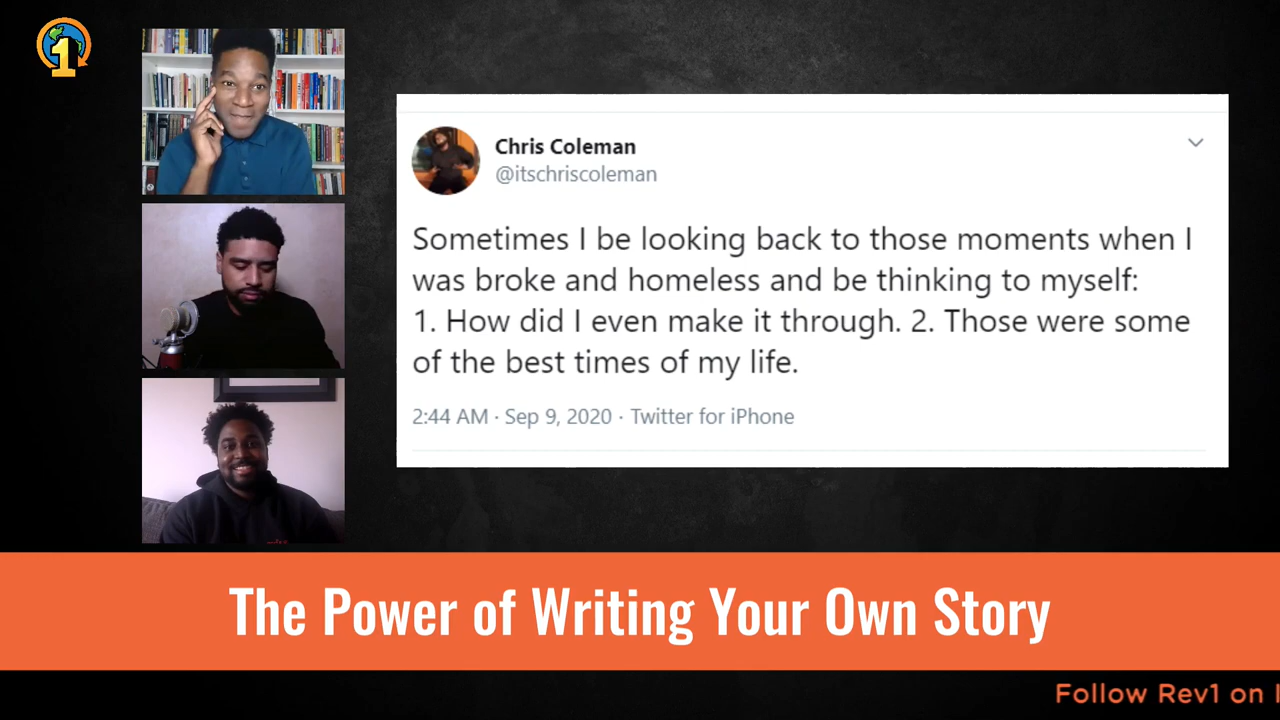 1
Chris Coleman
@itschriscoleman
Sometimes I be looking back to those moments when I
was broke and homeless and be thinking to myself:
1. How did I even make it through. 2. Those were some
of the best times of my life.
2:44 AM · Sep 9, 2020 · Twitter for iPhone
The Power of Writing Your Own Story
Follow Rev1 on